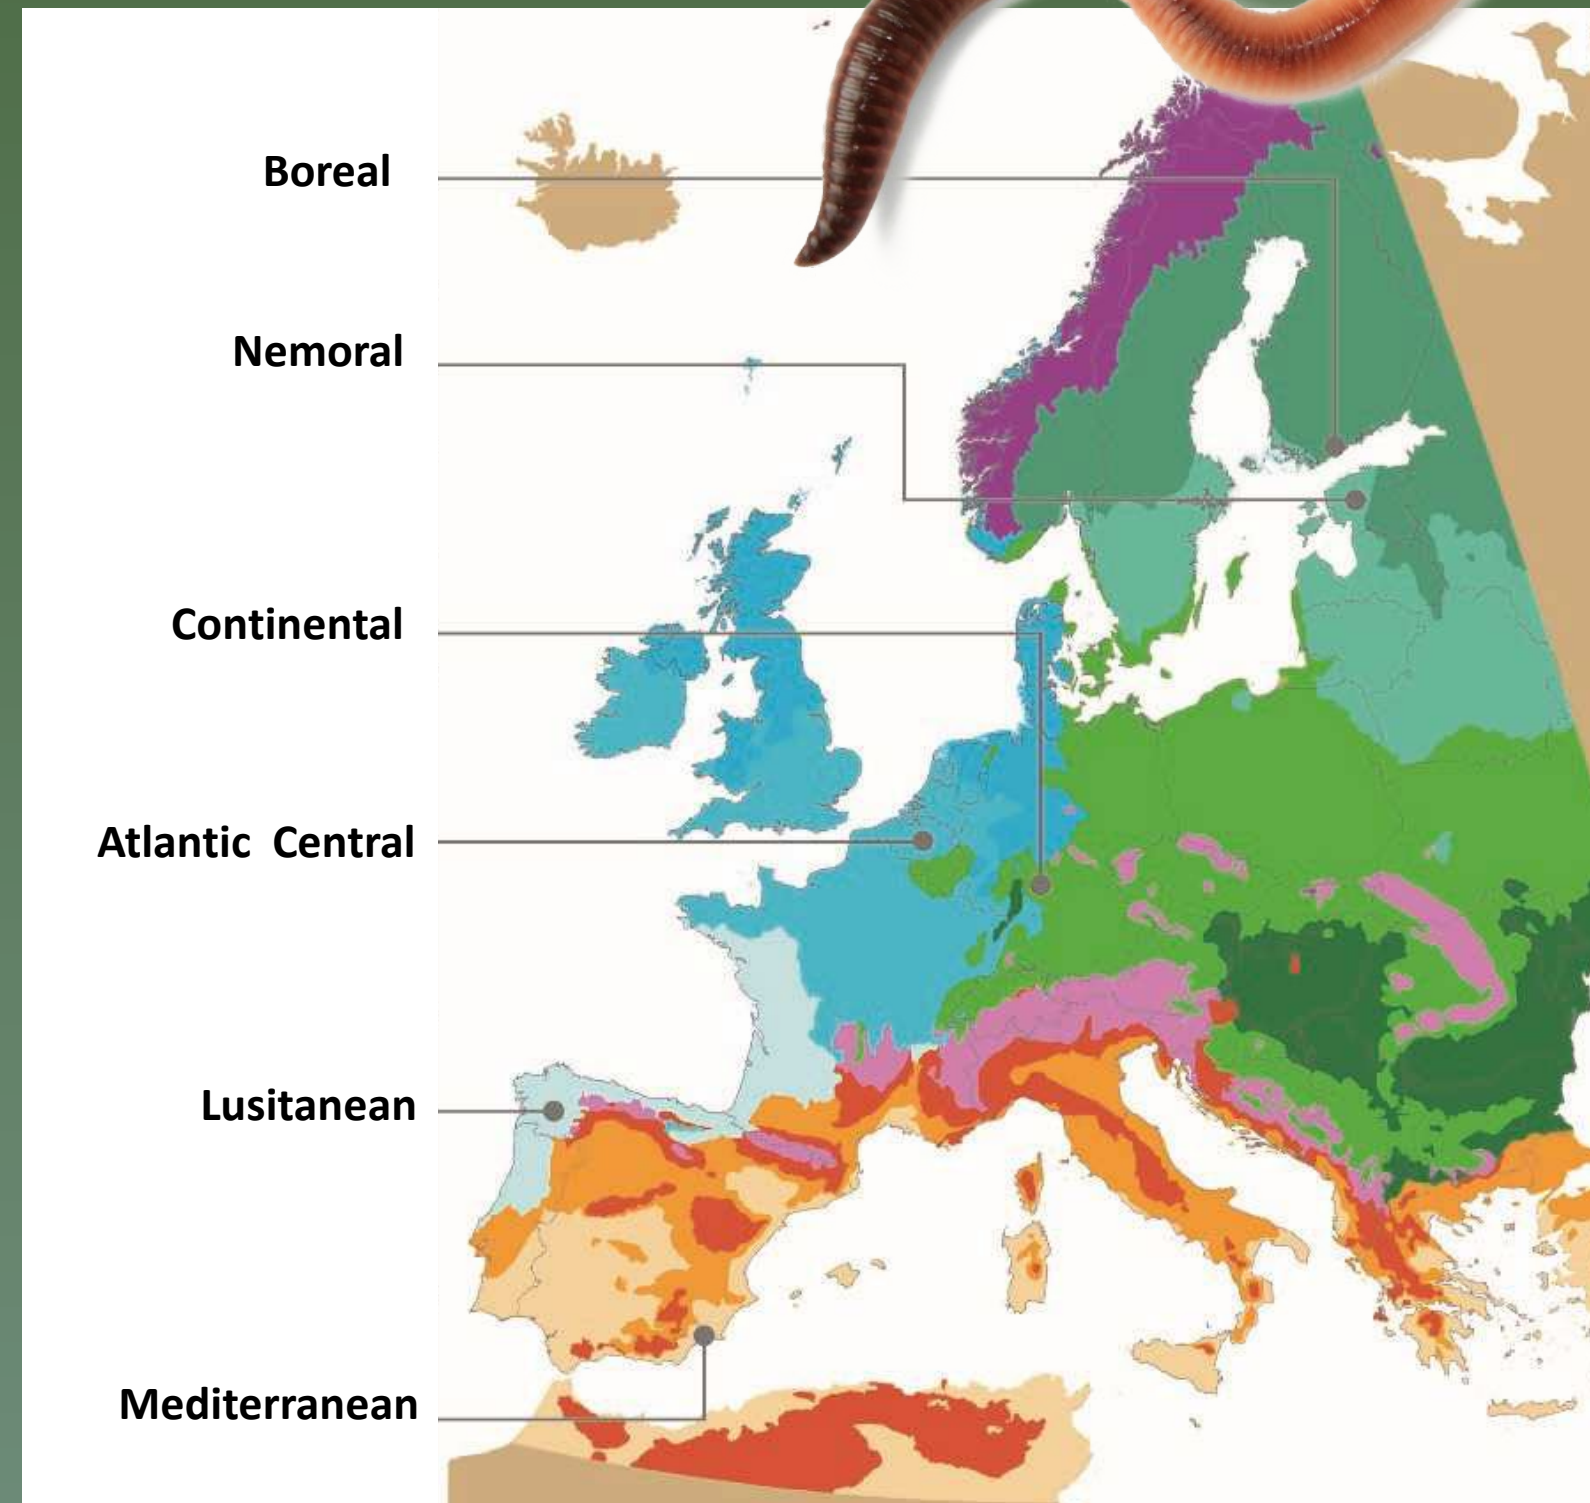 Boreal
Nemoral
Continental
Atlantic Central
Lusitanean
Mediterranean